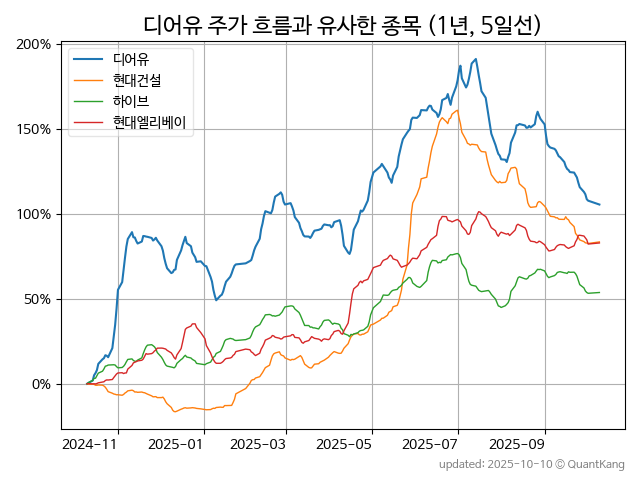 디어유 주가 흐름과 유사한 종목 (1년, 5일선)
200%
150%
100%
50%
0%
디어유
현대건설
하이브
현대엘리베이
2024-11
2025-01
2025-03
2025-05
2025-07
2025-09
updated: 2025-10-10 © QuantKang